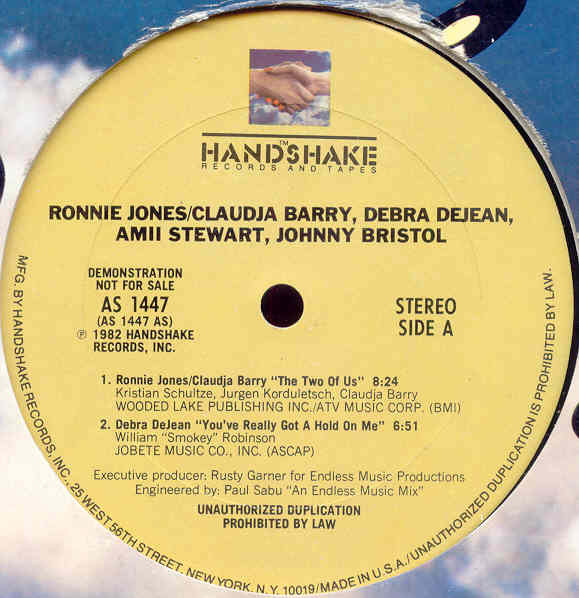 TM
HANDSHAKE
RECORDS AND TAPES
RONNIE JONES/CLAUDJA BARRY, DEBRA DEJEAN,
AMII STEWART, JOHNNY BRISTOL
DEMONSTRATION
NOT FOR SALE
AS 1447
(AS 1447 AS)
℗ 1982 HANDSHAKE
RECORDS, INC.
STEREO
SIDE A
1. Ronnie Jones/Claudja Barry "The Two Of Us" 8:24
Kristian Schultze, Jurgen Korduletsch, Claudja Barry
WOODED LAKE PUBLISHING INC./ATV MUSIC CORP. (BMI)
2. Debra DeJean "You've Really Got A Hold On Me" 6:51
William "Smokey" Robinson
JOBETE MUSIC CO., INC. (ASCAP)
Executive producer: Rusty Garner for Endless Music Productions
Engineered by: Paul Sabu "An Endless Music Mix"
UNAUTHORIZED DUPLICATION
PROHIBITED BY LAW
MFG. BY HANDSHAKE RECORDS, INC., 25 WEST 56TH STREET, NEW YORK, N.Y. 10019/MADE IN U.S.A./UNAUTHORIZED DUPLICATION IS PROHIBITED BY LAW.